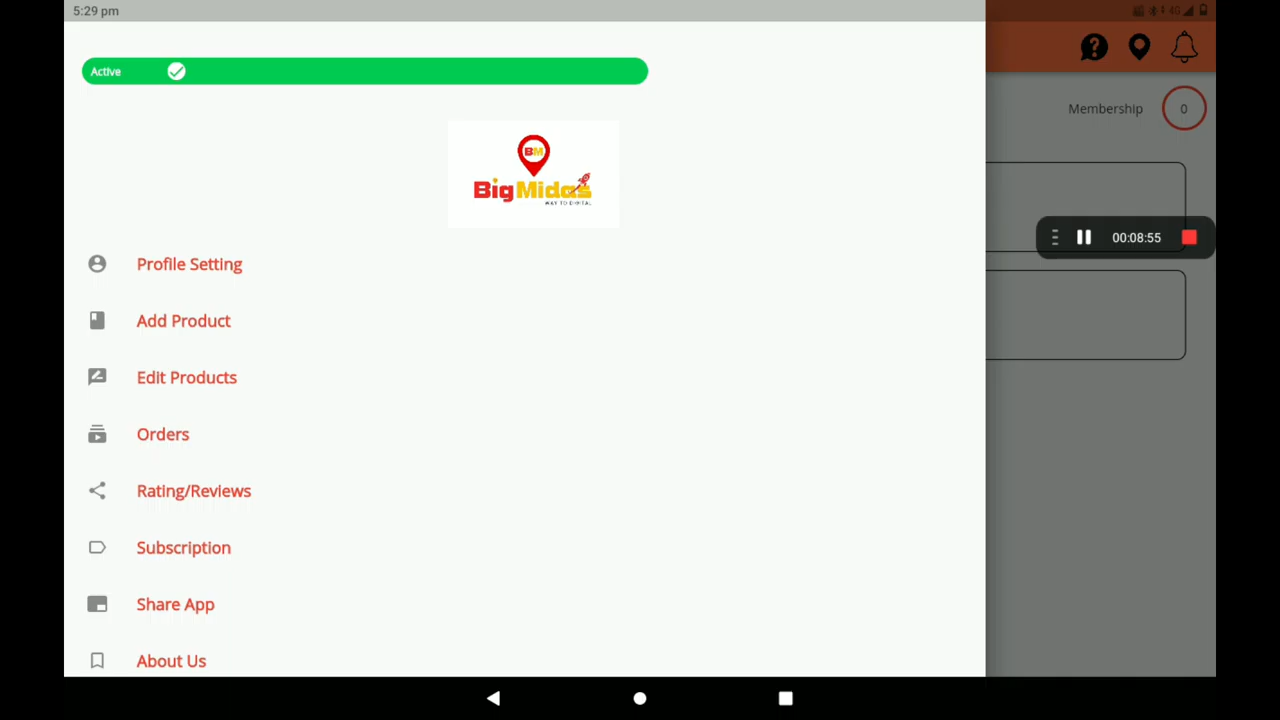 5:29 pm
4G
Active
Membership
0
BM
BigMidas
WAY TO DIGITAL
00:08:55
Profile Setting
Add Product
Edit Products
Orders
Rating/Reviews
Subscription
Share App
About Us